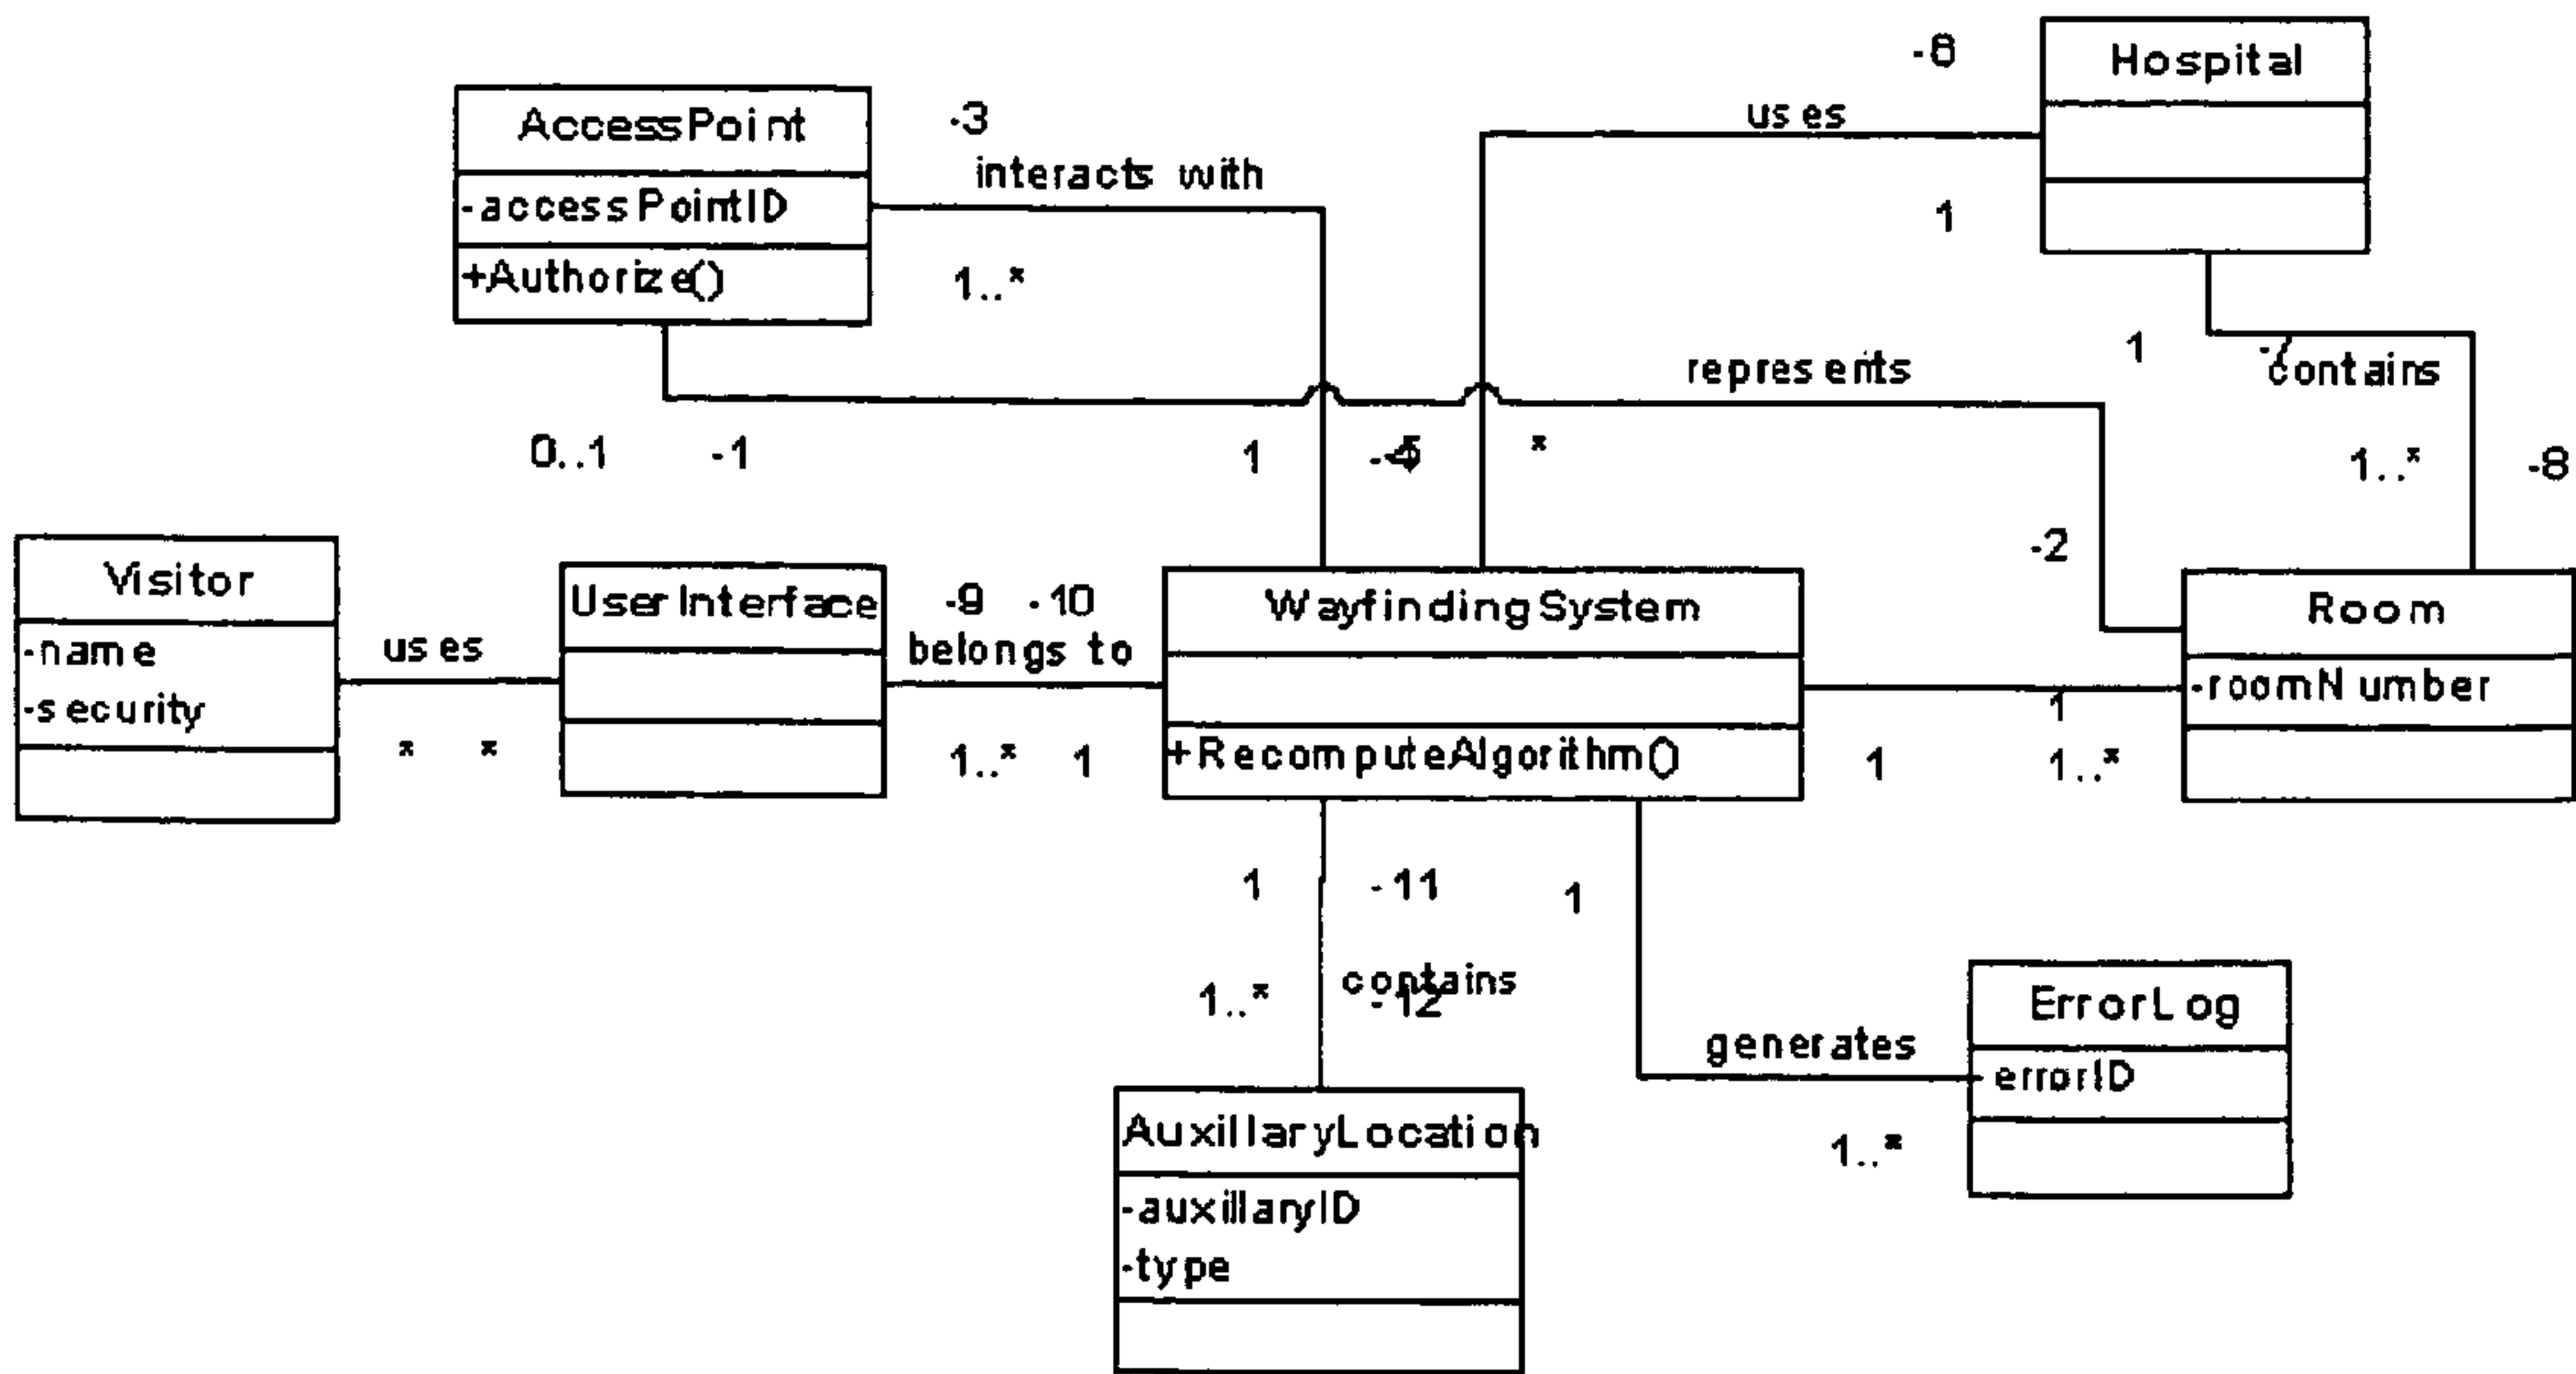 Hospital
-8
uses
1
AccessPoint
-accessPointID
+Authorize()
-3
interacts with
1..*
represents
1
contains
0..1
-1
1
*
1..*
-8
-2
Visitor
-name
-security
uses
*
*
UserInterface
-9
-10
belongs to
1..*
1
WayfindingSystem
+RecomputeAlgorithm()
1
1
1..*
Room
-roomNumber
1
-11
1
1..*
contains
-12
generates
1..*
ErrorLog
- errorID
AuxillaryLocation
-auxillaryID
-type